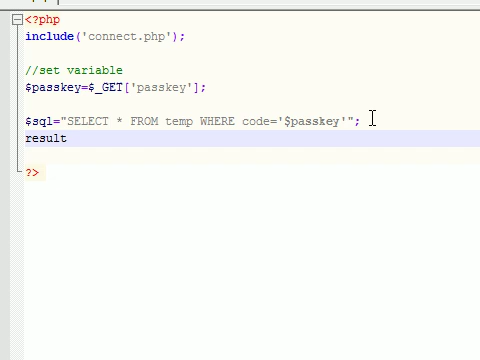 <?php
include('connect.php');
//set variable
$passkey=$_GET['passkey'];
$sql="SELECT * FROM temp WHERE code='$passkey'";
result
?>